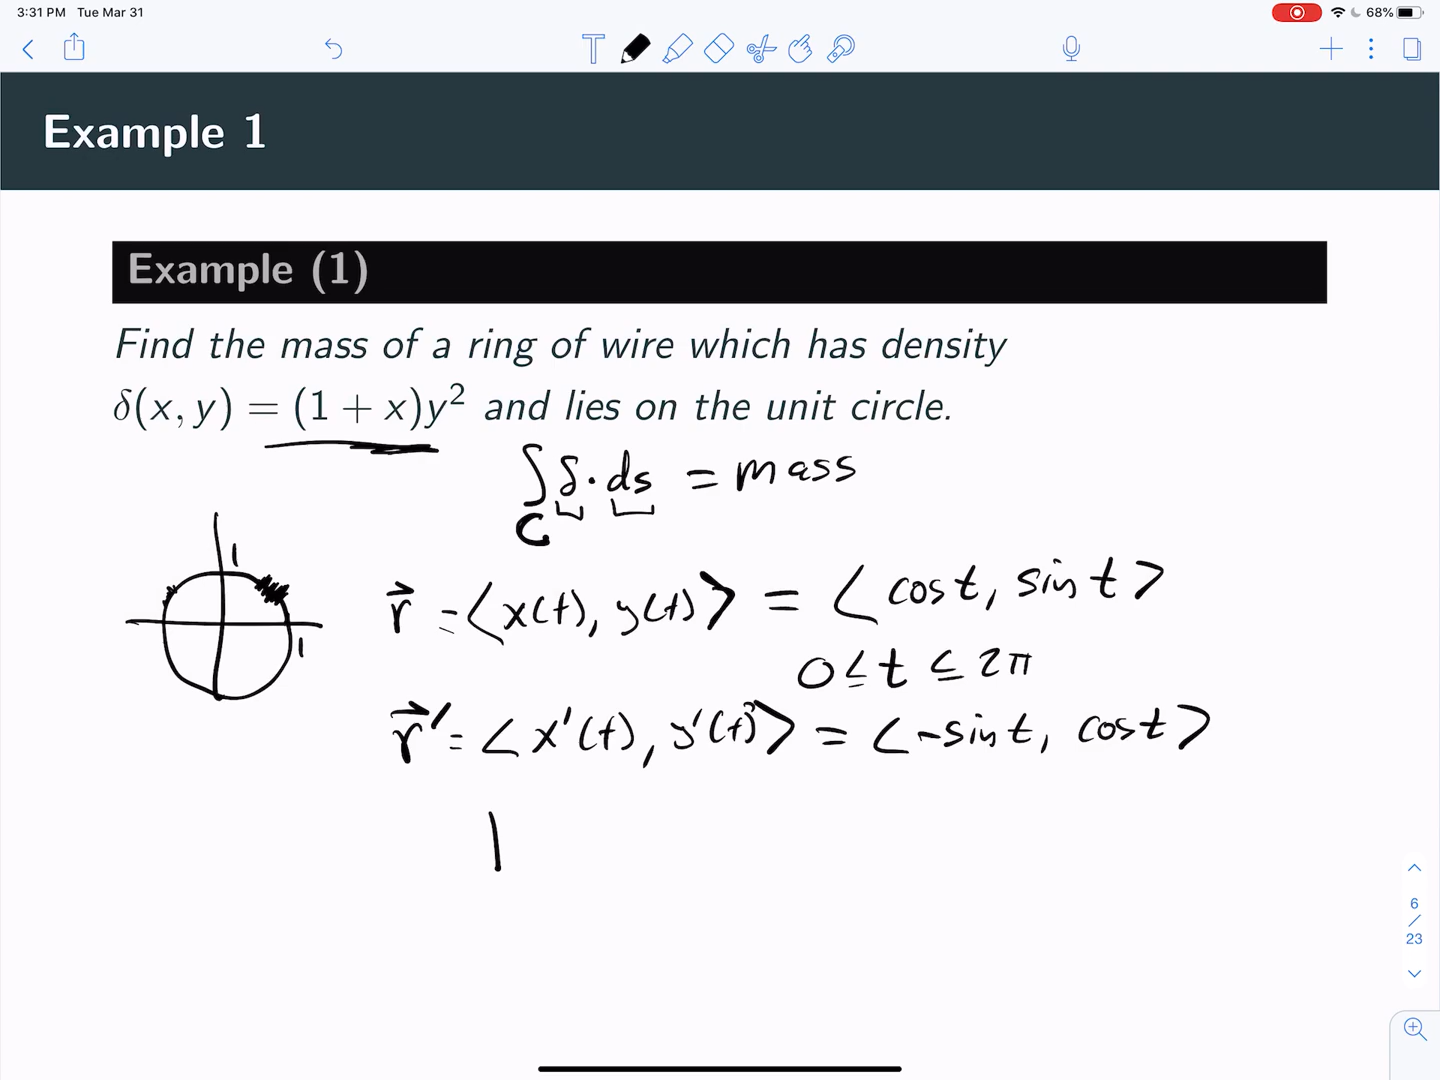 3:31 PM Tue Mar 31
68%
T
Example 1
Example (1)
Find the mass of a ring of wire which has density
δ(x, y) = (1 + x)y² and lies on the unit circle.
∫_C δ · ds = mass
1
1
r⃗ = ⟨x(t), y(t)⟩ = ⟨cos t, sin t⟩
0 ≤ t ≤ 2π
r⃗′ = ⟨x′(t), y′(t)⟩ = ⟨-sin t, cos t⟩
|
6
/
23